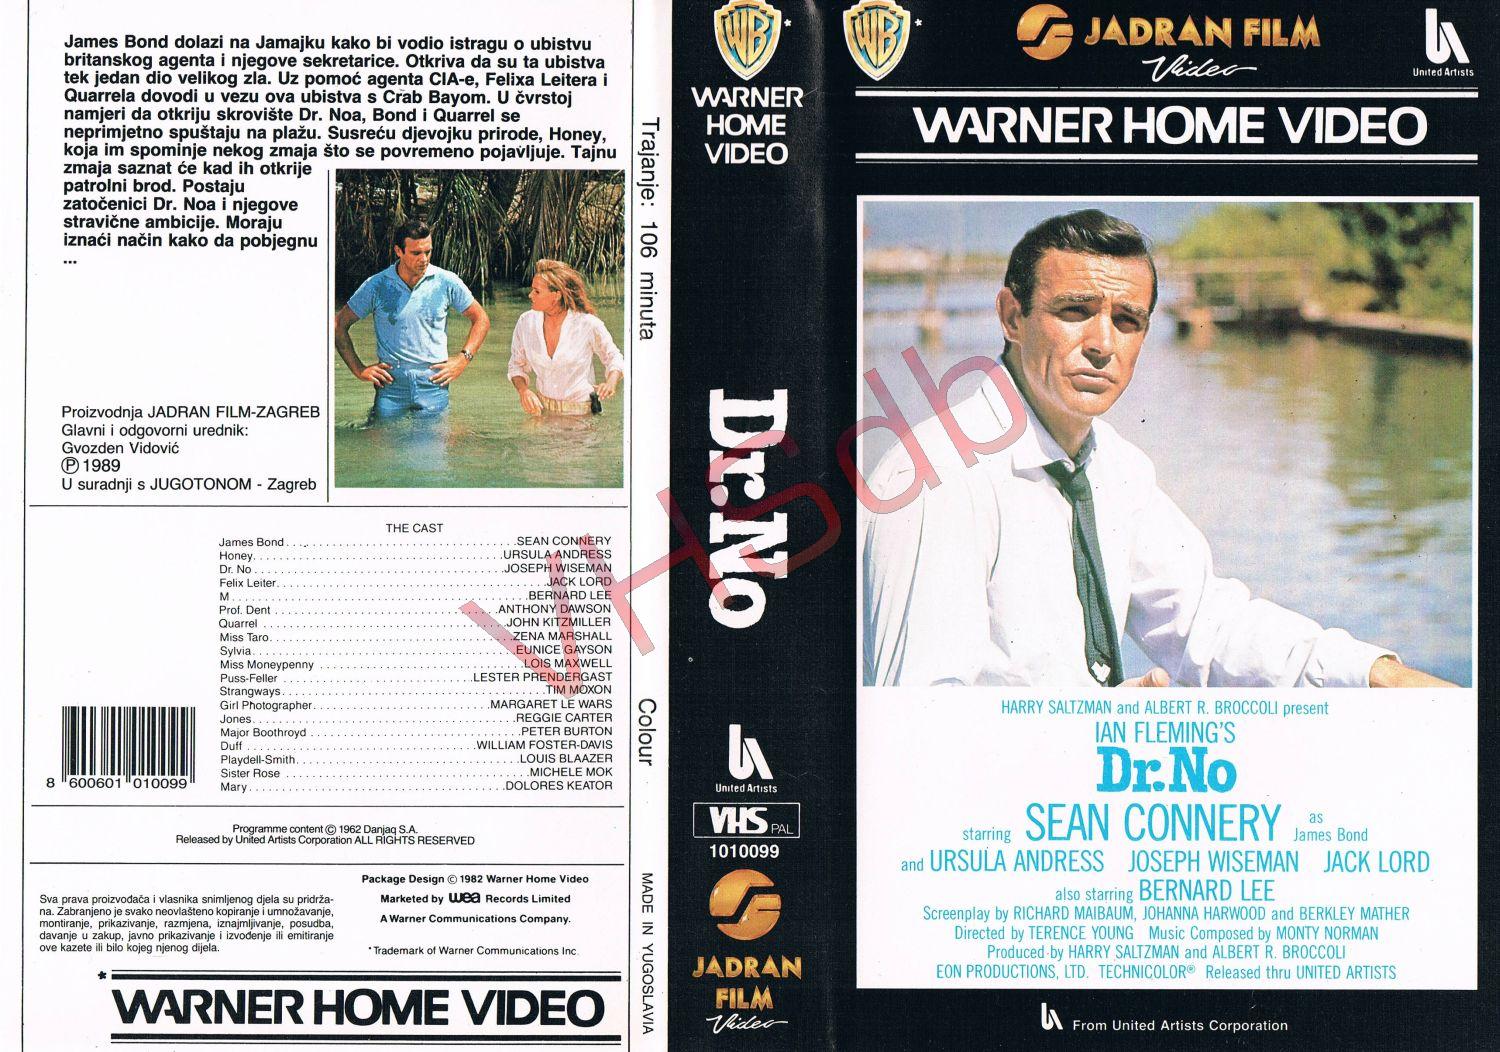 James Bond dolazi na Jamajku kako bi vodio istragu o ubistvu
britanskog agenta i njegove sekretarice. Otkriva da su ta ubistva
tek jedan dio velikog zla. Uz pomoć agenta CIA-e, Felixa Leitera i
Quarrela dovodi u vezu ova ubistva s Crab Bayom. U čvrstoj
namjeri da otkriju skrovište Dr. Noa, Bond i Quarrel se
neprimjetno spuštaju na plažu. Susreću djevojku prirode, Honey,
koja im spominje nekog zmaja što se povremeno pojavljuje. Tajnu
zmaja saznat će kad ih otkrije
patrolni brod. Postaju
zatočenici Dr. Noa i njegove
stravične ambicije. Moraju
iznaći način kako da pobjegnu
...
Proizvodnja JADRAN FILM-ZAGREB
Glavni i odgovorni urednik:
Gvozden Vidović
℗ 1989
U suradnji s JUGOTONOM - Zagreb
THE CAST
James Bond . . . SEAN CONNERY
Honey . . . URSULA ANDRESS
Dr. No . . . JOSEPH WISEMAN
Felix Leiter . . . JACK LORD
M . . . BERNARD LEE
Prof. Dent . . . ANTHONY DAWSON
Quarrel . . . JOHN KITZMILLER
Miss Taro . . . ZENA MARSHALL
Sylvia . . . EUNICE GAYSON
Miss Moneypenny . . . LOIS MAXWELL
Puss-Feller . . . LESTER PRENDERGAST
Strangways . . . TIM MOXON
Girl Photographer . . . MARGARET LE WARS
Jones . . . REGGIE CARTER
Major Boothroyd . . . PETER BURTON
Duff . . . WILLIAM FOSTER-DAVIS
Playdell-Smith . . . LOUIS BLAAZER
Sister Rose . . . MICHELE MOK
Mary . . . DOLORES KEATOR
8 600601 010099
Programme content © 1962 Danjaq S.A.
Released by United Artists Corporation ALL RIGHTS RESERVED
Sva prava proizvođača i vlasnika snimljenog djela su pridrža-
na. Zabranjeno je svako neovlašteno kopiranje i umnožavanje,
montiranje, prikazivanje, razmjena, iznajmljivanje, posudba,
davanje u zakup, javno prikazivanje i izvođenje ili emitiranje
ove kazete ili bilo kojeg njenog dijela.
Package Design © 1982 Warner Home Video
Marketed by wea Records Limited
A Warner Communications Company.
*Trademark of Warner Communications Inc.
* WARNER HOME VIDEO
Trajanje: 106 minuta
Colour
MADE IN YUGOSLAVIA
WB *
WARNER
HOME
VIDEO
Dr. No
United Artists
VHS PAL
1010099
JADRAN
FILM
Video
WB *
JADRAN FILM
Video
United Artists
WARNER HOME VIDEO
HARRY SALTZMAN and ALBERT R. BROCCOLI present
IAN FLEMING'S
Dr. No
starring SEAN CONNERY as James Bond
and URSULA ANDRESS JOSEPH WISEMAN JACK LORD
also starring BERNARD LEE
Screenplay by RICHARD MAIBAUM, JOHANNA HARWOOD and BERKLEY MATHER
Directed by TERENCE YOUNG Music Composed by MONTY NORMAN
Produced by HARRY SALTZMAN and ALBERT R. BROCCOLI
EON PRODUCTIONS, LTD. TECHNICOLOR® Released thru UNITED ARTISTS
From United Artists Corporation
VHSdb